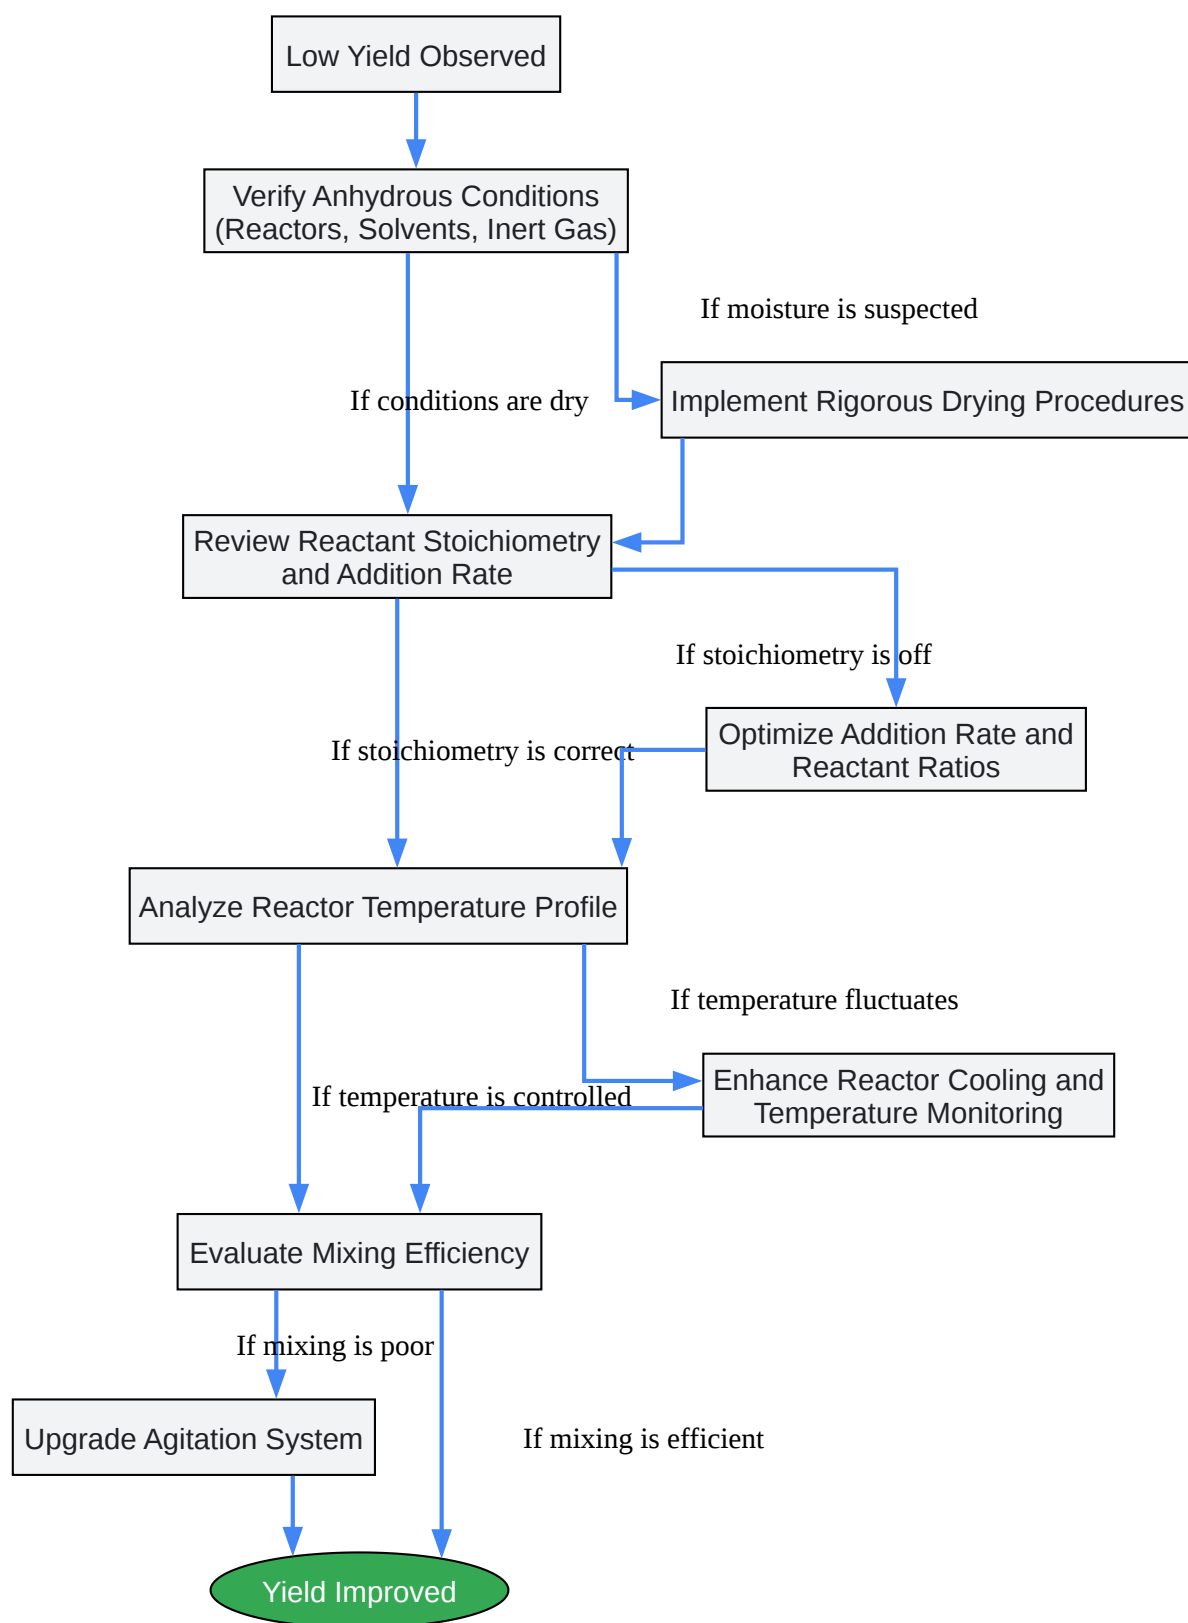 Low Yield Observed
Verify Anhydrous Conditions
(Reactors, Solvents, Inert Gas)
If moisture is suspected
If conditions are dry
Implement Rigorous Drying Procedures
Review Reactant Stoichiometry
and Addition Rate
If stoichiometry is off
If stoichiometry is correct
Optimize Addition Rate and
Reactant Ratios
Analyze Reactor Temperature Profile
If temperature fluctuates
If temperature is controlled
Enhance Reactor Cooling and
Temperature Monitoring
Evaluate Mixing Efficiency
If mixing is poor
Upgrade Agitation System
If mixing is efficient
Yield Improved